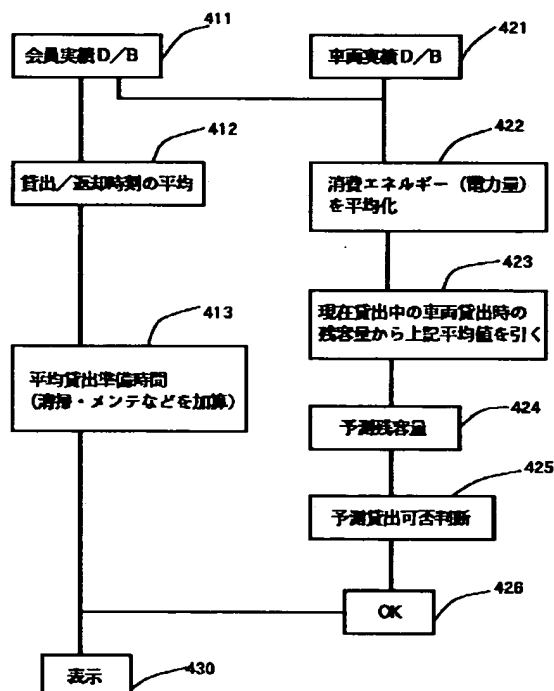 411
会員実績D/B
421
車両実績D/B
412
貸出/返却時刻の平均
422
消費エネルギー(電力量)
を平均化
423
現在貸出中の車両貸出時の
残容量から上記平均値を引く
413
平均貸出準備時間
(清掃・メンテなどを加算)
424
予測残容量
425
予測貸出可否判断
426
OK
430
表示